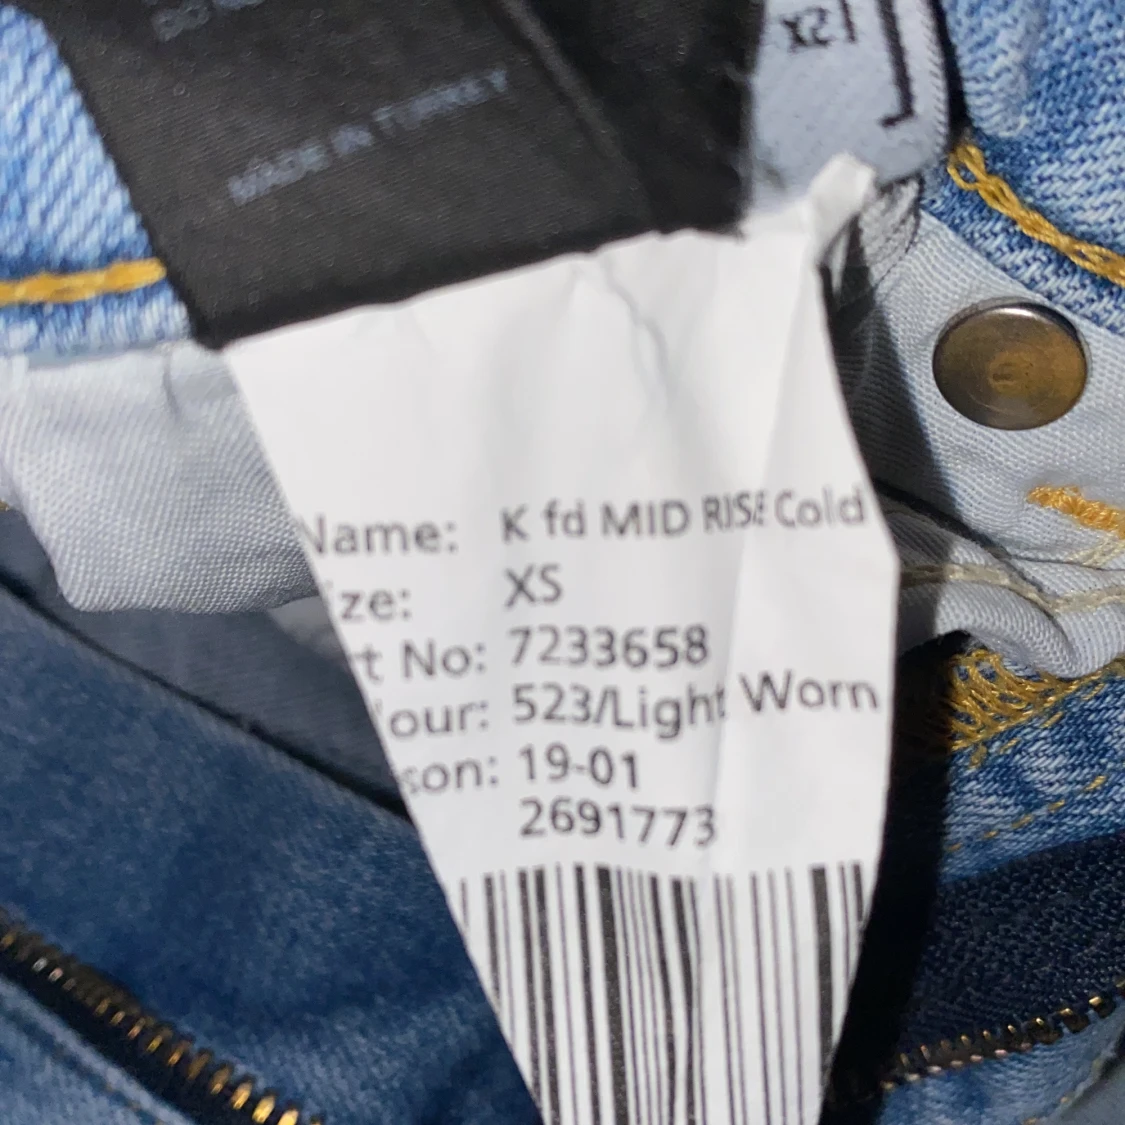 DO
MADE IN TURKEY
Name: K fd MID RISE Cold
ize: XS
t No: 7233658
lour: 523/Light Worn
son: 19-01
2691773